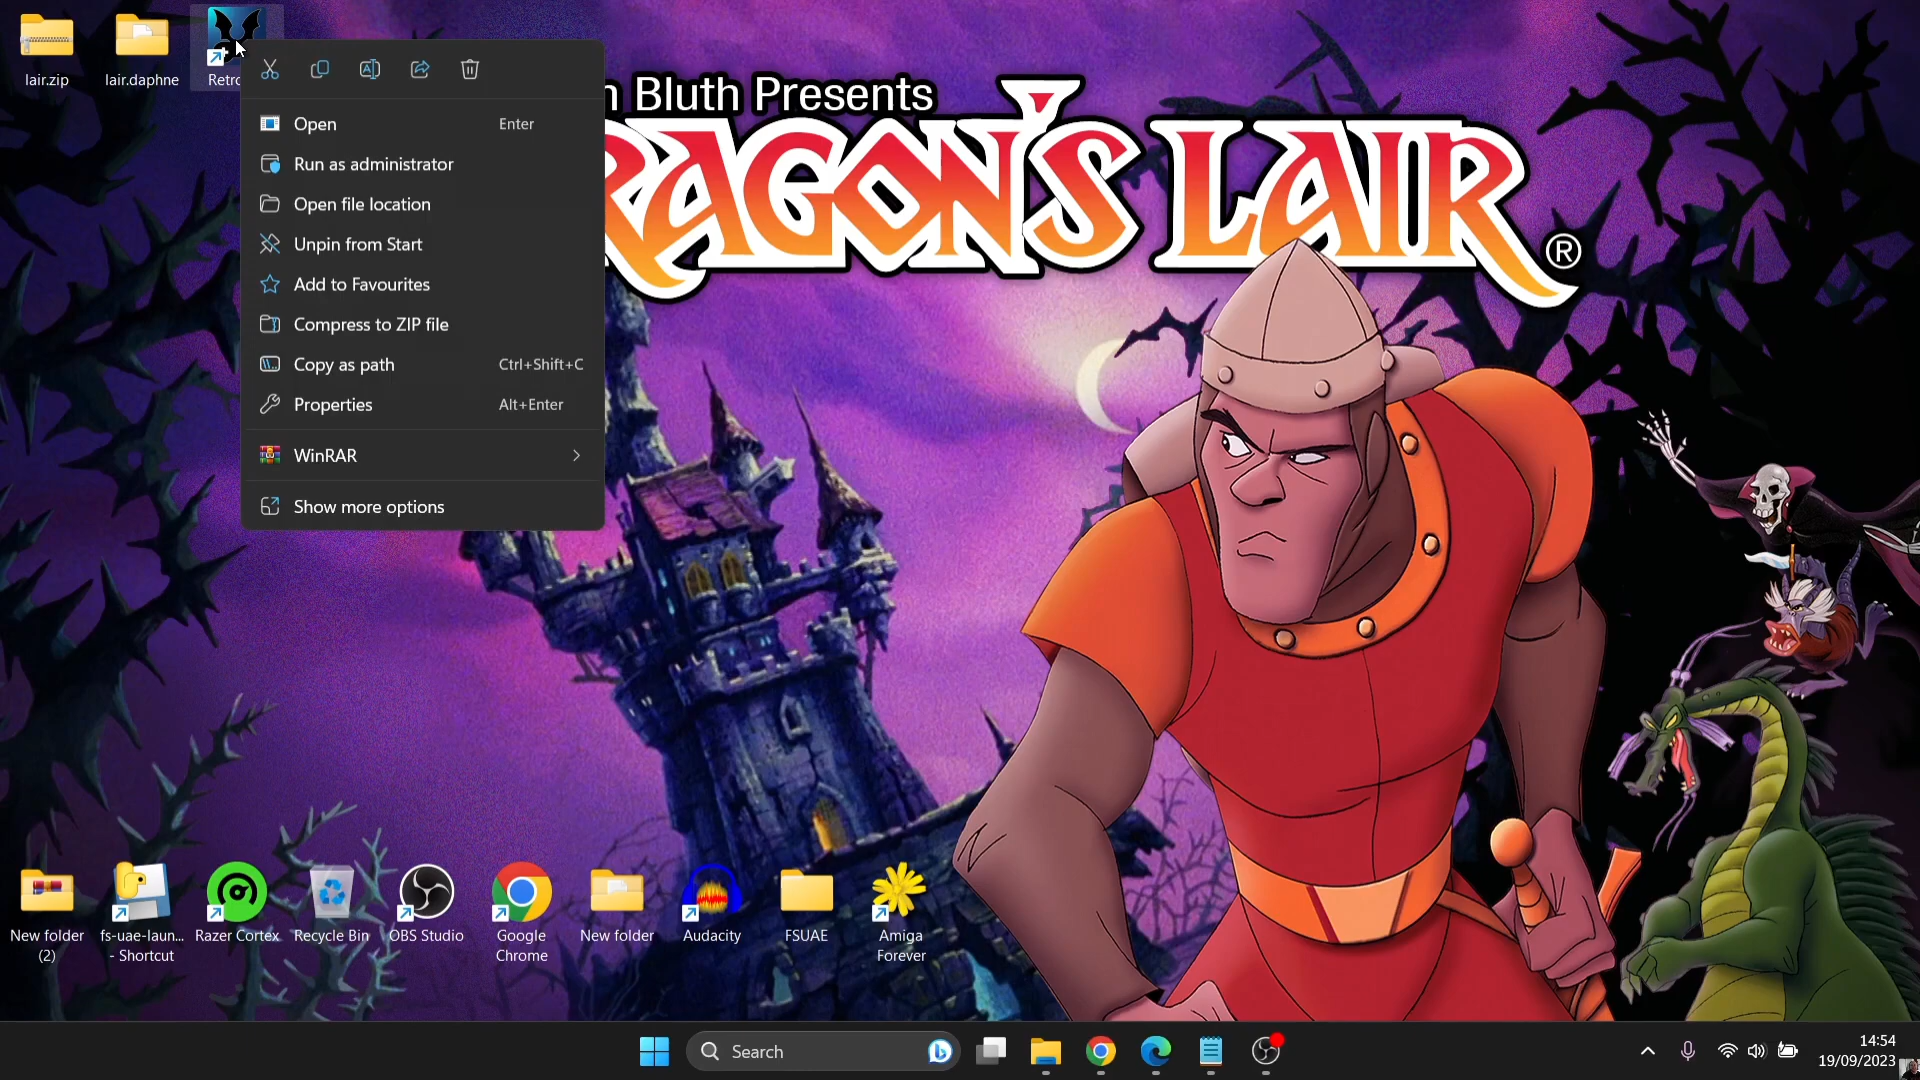 lair.zip
lair.daphne
Retro
Open Enter
Run as administrator
Open file location
Unpin from Start
Add to Favourites
Compress to ZIP file
Copy as path Ctrl+Shift+C
Properties Alt+Enter
WinRAR
Show more options
n Bluth Presents
RAGON'S LAIR ®
New folder
(2)
fs-uae-laun...
- Shortcut
Razer Cortex
Recycle Bin
OBS Studio
Google
Chrome
New folder
Audacity
FSUAE
Amiga
Forever
Search
14:54
19/09/2023